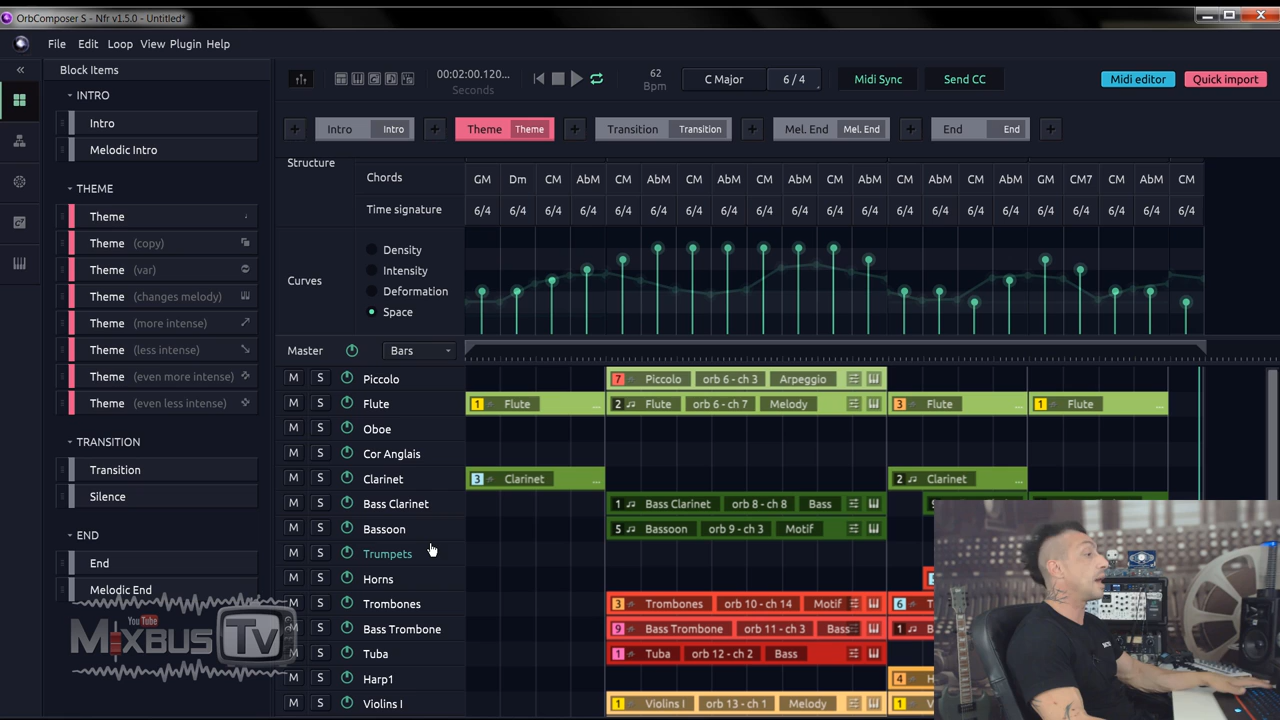 OrbComposer S - Nfr v1.5.0 - Untitled*
File Edit Loop View Plugin Help
Block Items
INTRO
Intro
Melodic Intro
THEME
Theme
Theme (copy)
Theme (var)
Theme (changes melody)
Theme (more intense)
Theme (less intense)
Theme (even more intense)
Theme (even less intense)
TRANSITION
Transition
Silence
END
End
Melodic End
00:02:00.120...
Seconds
62
Bpm
C Major
6 / 4
Midi Sync
Send CC
Midi editor
Quick import
+ Intro Intro + Theme Theme + Transition Transition + Mel. End Mel. End + End End +
Structure
Chords GM Dm CM AbM CM AbM CM AbM CM AbM CM AbM CM AbM CM AbM GM CM7 CM AbM CM
Time signature 6/4 6/4 6/4 6/4 6/4 6/4 6/4 6/4 6/4 6/4 6/4 6/4 6/4 6/4 6/4 6/4 6/4 6/4 6/4 6/4 6/4
Curves
Density
Intensity
Deformation
Space
Master Bars
M S Piccolo 7 Piccolo orb 6 - ch 3 Arpeggio
M S Flute 1 Flute ... 2 Flute orb 6 - ch 7 Melody 3 Flute ... 1 Flute ...
M S Oboe
M S Cor Anglais
M S Clarinet 3 Clarinet ... 2 Clarinet ...
M S Bass Clarinet 1 Bass Clarinet orb 8 - ch 8 Bass
M S Bassoon 5 Bassoon orb 9 - ch 3 Motif
M S Trumpets
M S Horns
M S Trombones 3 Trombones orb 10 - ch 14 Motif 6
M S Bass Trombone 9 Bass Trombone orb 11 - ch 3 Bass 1
M S Tuba 1 Tuba orb 12 - ch 2 Bass
M S Harp1 4
M S Violins I 1 Violins I orb 13 - ch 1 Melody 1
You Tube
MixbusTv